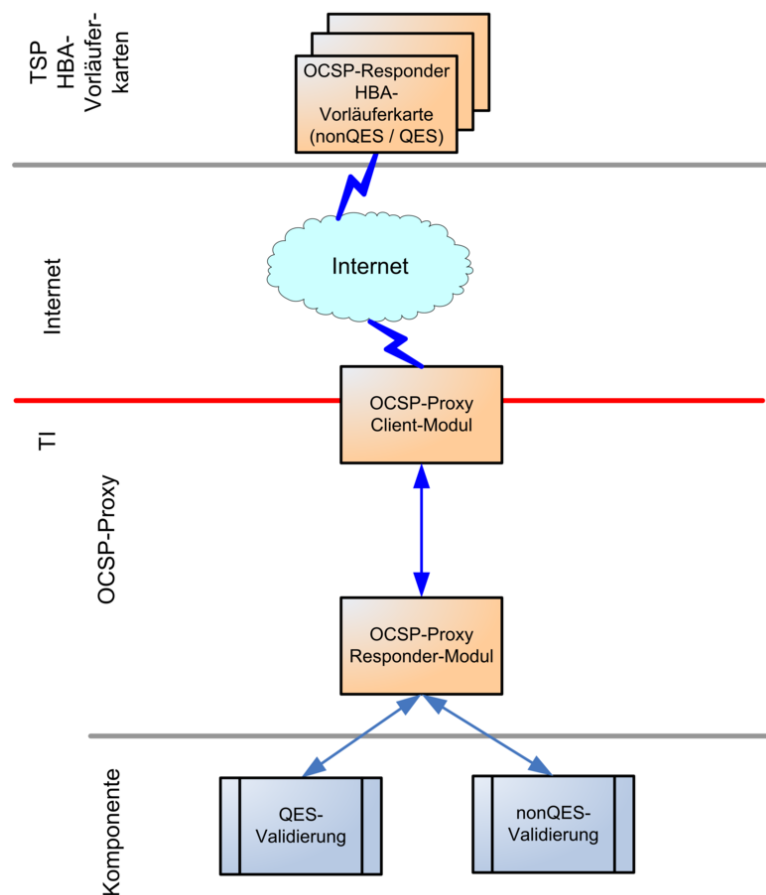 TSP
HBA-
Vorläufer-
karten
OCSP-Responder
HBA-
Vorläuferkarte
(nonQES / QES)
Internet
Internet
OCSP-Proxy
Client-Modul
TI
OCSP-Proxy
OCSP-Proxy
Responder-Modul
Komponente
QES-
Validierung
nonQES-
Validierung